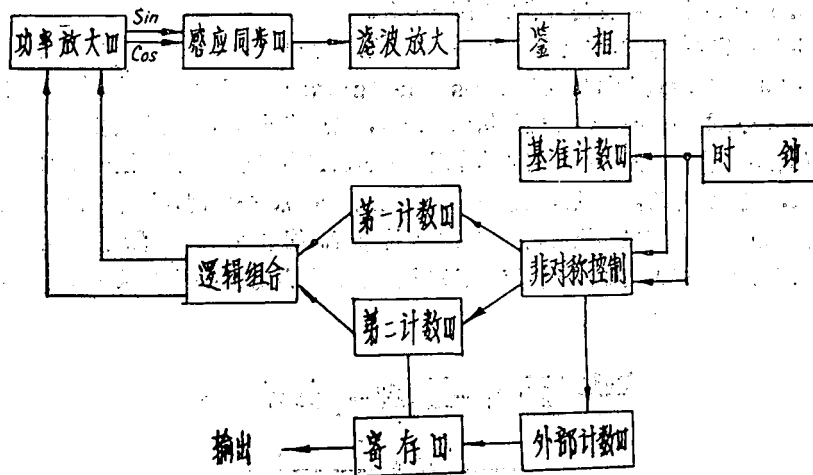 Sin
功率放大器
Cos
感应同步器
滤波放大
鉴 相
基准计数器
时 钟
第一计数器
逻辑组合
非对称控制
第二计数器
输出
寄存器
外部计数器